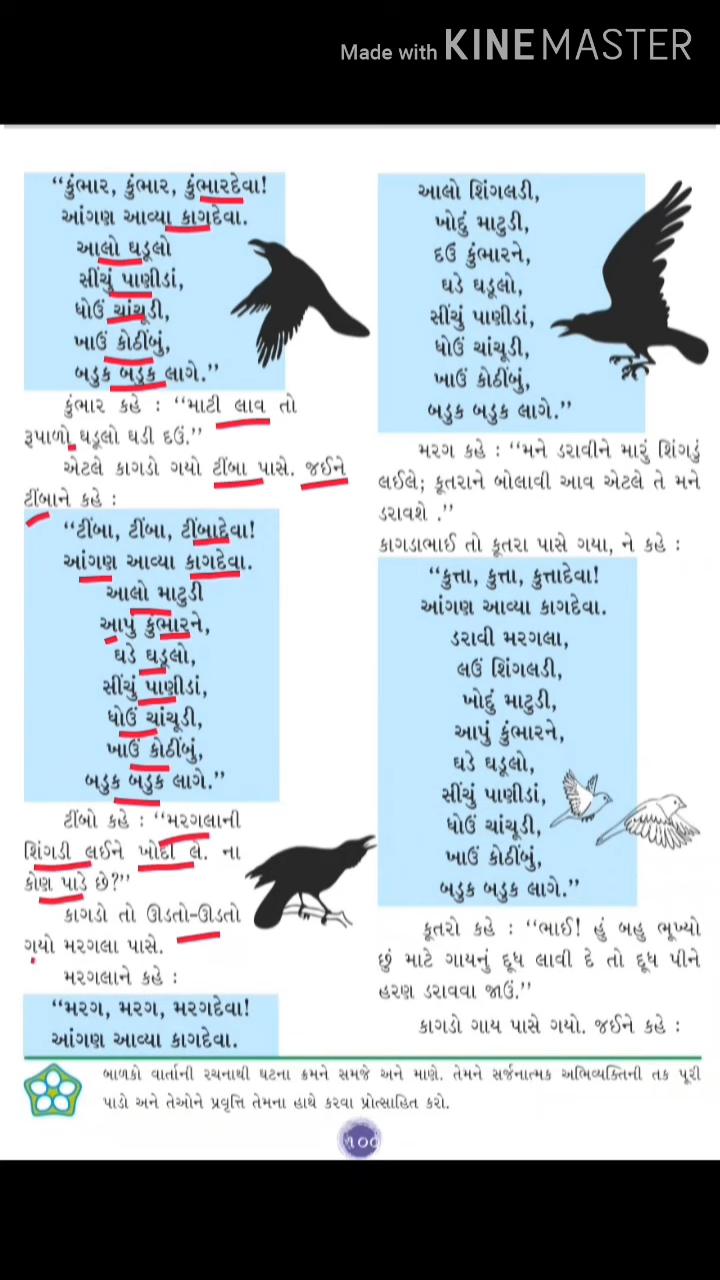 Made with KINEMASTER
“કુંભાર, કુંભાર, કુંભારદેવા!
આંગણ આવ્યા કાગદેવા.
આલો ઘડૂલો
સીંચું પાણીડાં,
ધોઉં ચાંચૂડી,
ખાઉં કોઠીંબું,
બડુક બડુક લાગે.”
કુંભાર કહે : “માટી લાવ તો
રૂપાળો ઘડૂલો ઘડી દઉં.”
એટલે કાગડો ગયો ટીંબા પાસે. જઈને
ટીંબાને કહે :
“ટીંબા, ટીંબા, ટીંબાદેવા!
આંગણ આવ્યા કાગદેવા.
આલો માટુડી
આપું કુંભારને,
ઘડે ઘડૂલો,
સીંચું પાણીડાં,
ધોઉં ચાંચૂડી,
ખાઉં કોઠીંબું,
બડુક બડુક લાગે.”
ટીંબો કહે : “મરગલાની
શિંગડી લઈને ખોદી લે. ના
કોણ પાડે છે?”
કાગડો તો ઊડતો-ઊડતો
ગયો મરગલા પાસે.
મરગલાને કહે :
“મરગ, મરગ, મરગદેવા!
આંગણ આવ્યા કાગદેવા.
આલો શિંગલડી,
ખોદું માટુડી,
દઉં કુંભારને,
ઘડે ઘડૂલો,
સીંચું પાણીડાં,
ધોઉં ચાંચૂડી,
ખાઉં કોઠીંબું,
બડુક બડુક લાગે.”
મરગ કહે : “મને ડરાવીને મારું શિંગડું
લઈલે; કૂતરાને બોલાવી આવ એટલે તે મને
ડરાવશે .”
કાગડાભાઈ તો કૂતરા પાસે ગયા, ને કહે :
“કુત્તા, કુત્તા, કુત્તાદેવા!
આંગણ આવ્યા કાગદેવા.
ડરાવી મરગલા,
લઉં શિંગલડી,
ખોદું માટુડી,
આપું કુંભારને,
ઘડે ઘડૂલો,
સીંચું પાણીડાં,
ધોઉં ચાંચૂડી,
ખાઉં કોઠીંબું,
બડુક બડુક લાગે.”
કૂતરો કહે : “ભાઈ! હું બહુ ભૂખ્યો
છું માટે ગાયનું દૂધ લાવી દે તો દૂધ પીને
હરણ ડરાવવા જાઉં.”
કાગડો ગાય પાસે ગયો. જઈને કહે :
બાળકો વાર્તાની રચનાથી ઘટના ક્રમને સમજે અને માણે. તેમને સર્જનાત્મક અભિવ્યક્તિની તક પૂરી
પાડો અને તેઓને પ્રવૃત્તિ તેમના હાથે કરવા પ્રોત્સાહિત કરો.
૧૦૮